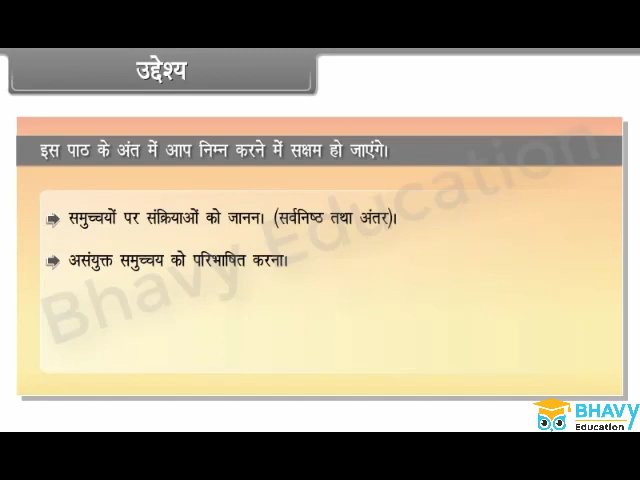 उद्देश्य
इस पाठ के अंत में आप निम्न करने में सक्षम हो जाएंगे।
समुच्चयों पर संक्रियाओं को जानन। (सर्वनिष्ठ तथा अंतर)।
असंयुक्त समुच्चय को परिभाषित करना।
Bhavy Education
BHAVY
Education